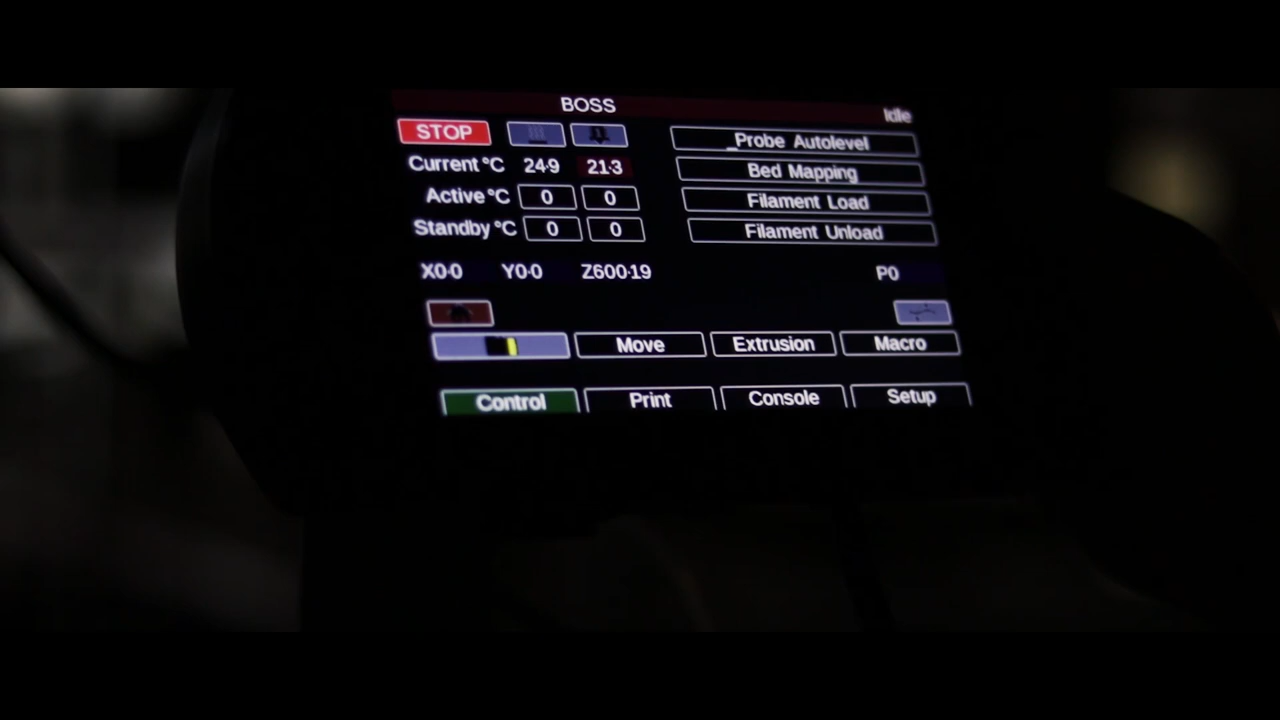 BOSS Idle
STOP _Probe Autolevel
Current °C 24.9 21.3 Bed Mapping
Active °C 0 0 Filament Load
Standby °C 0 0 Filament Unload
X0.0 Y0.0 Z600.19 P0
Move Extrusion Macro
Control Print Console Setup